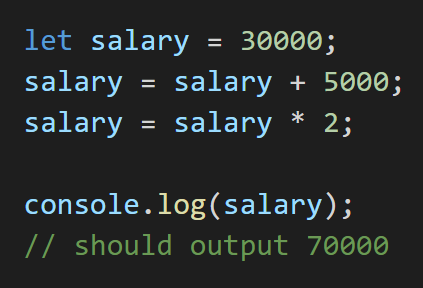 let salary = 30000;
salary = salary + 5000;
salary = salary * 2;
console.log(salary);
// should output 70000